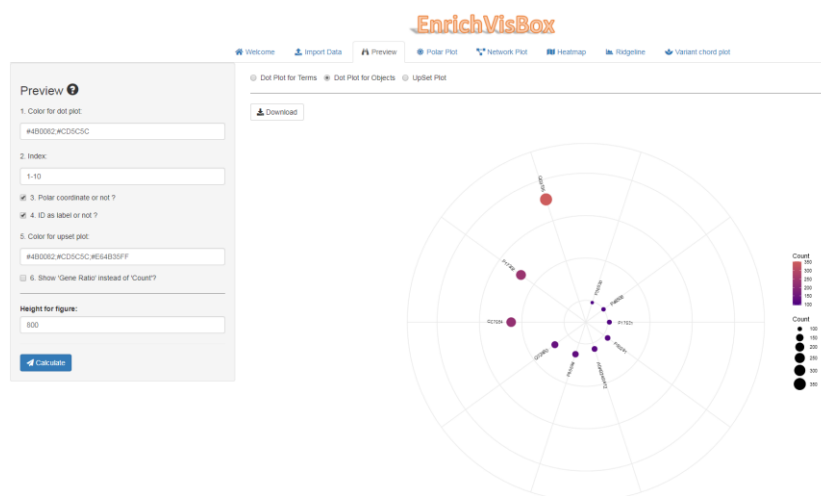 EnrichVisBox
Welcome Import Data Preview Polar Plot Network Plot Heatmap Ridgeline Variant chord plot
Dot Plot for Terms Dot Plot for Objects UpSet Plot
Download
Preview ?
1. Color for dot plot:
#4B0082;#CD5C5C
2. Index:
1-10
3. Polar coordinate or not ?
4. ID as label or not ?
5. Color for upset plot:
#4B0082;#CD5C5C;#E64B35FF
6. Show 'Gene Ratio' instead of 'Count'?
Height for figure:
600
Calculate
Count
350
300
250
200
150
100
Count
100
150
200
250
300
350